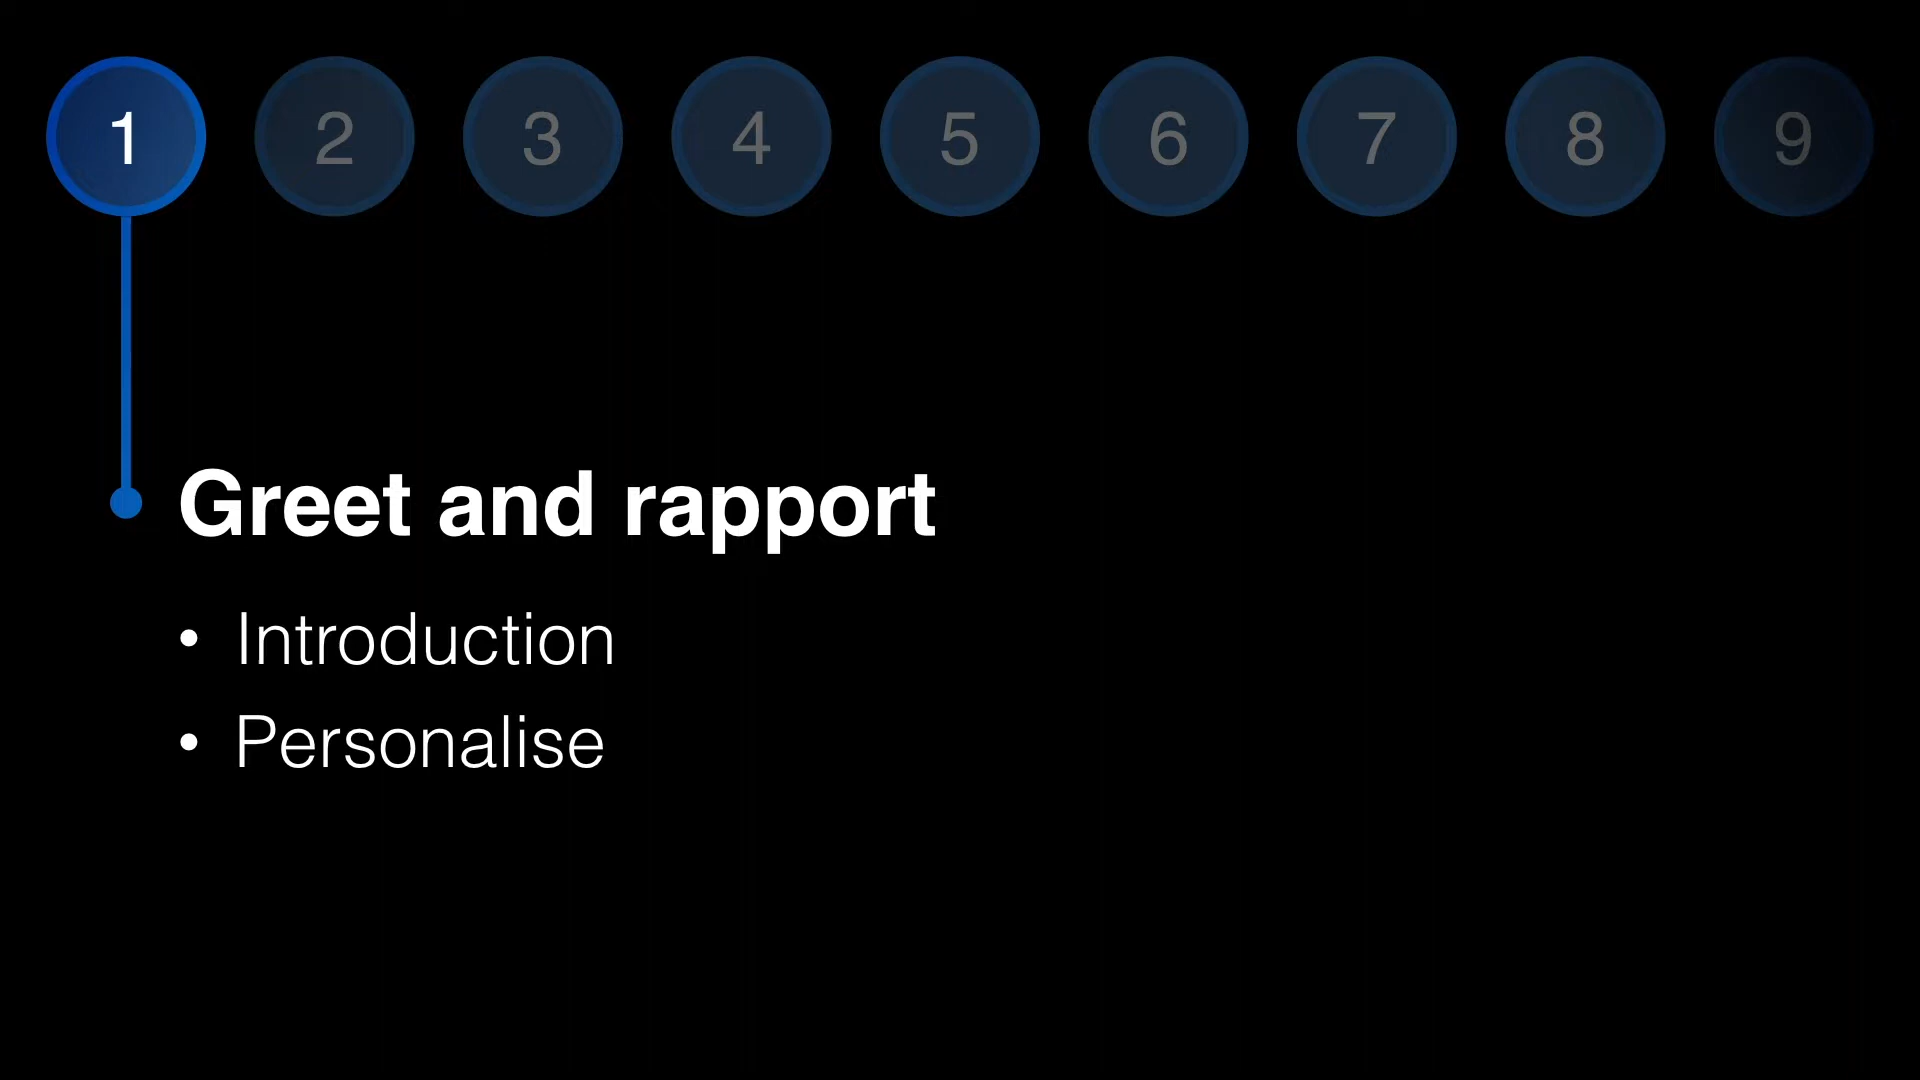 1 2 3 4 5 6 7 8 9
Greet and rapport
• Introduction
• Personalise